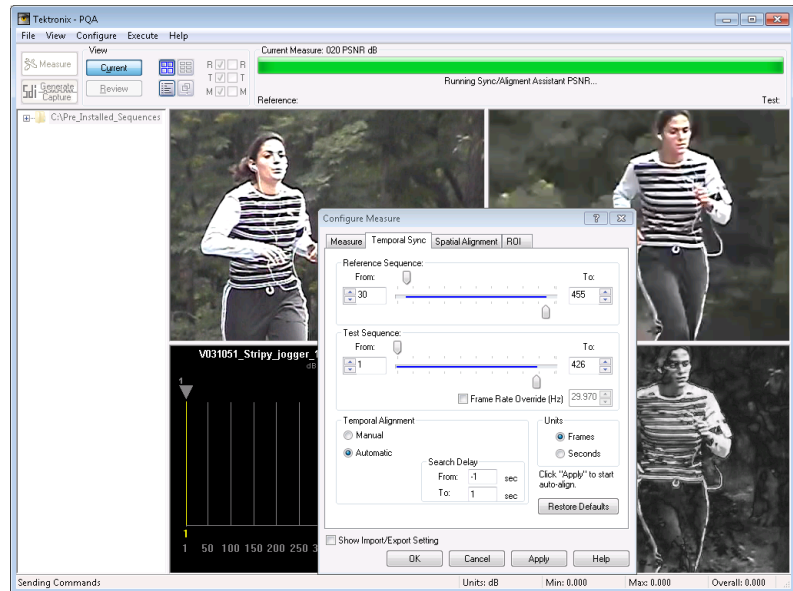 Tektronix - PQA
File View Configure Execute Help
View
Current Measure: 020 PSNR dB
Measure
Current
R R
T T
M M
Running Sync/Aligment Assistant PSNR...
Sdi Generate Capture
Review
Reference:
Test:
C:\Pre_Installed_Sequences
Configure Measure
Measure Temporal Sync Spatial Alignment ROI
Reference Sequence:
From: To:
30 455
Test Sequence:
From: To:
1 426
Frame Rate Override (Hz) 29.970
Temporal Alignment
Manual
Automatic
Search Delay
From: -1 sec
To: 1 sec
Units
Frames
Seconds
Click "Apply" to start
auto-align.
Restore Defaults
Show Import/Export Setting
OK Cancel Apply Help
V031051_Stripy_jogger_1
dB
1
1
1 50 100 150 200 250 3
Sending Commands Units: dB Min: 0.000 Max: 0.000 Overall: 0.000